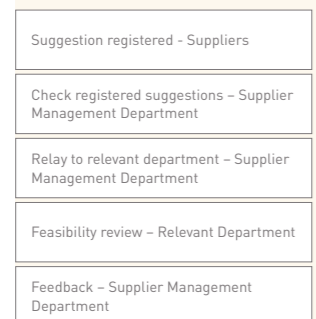 Suggestion registered - Suppliers
Check registered suggestions – Supplier
Management Department
Relay to relevant department – Supplier
Management Department
Feasibility review – Relevant Department
Feedback – Supplier Management
Department